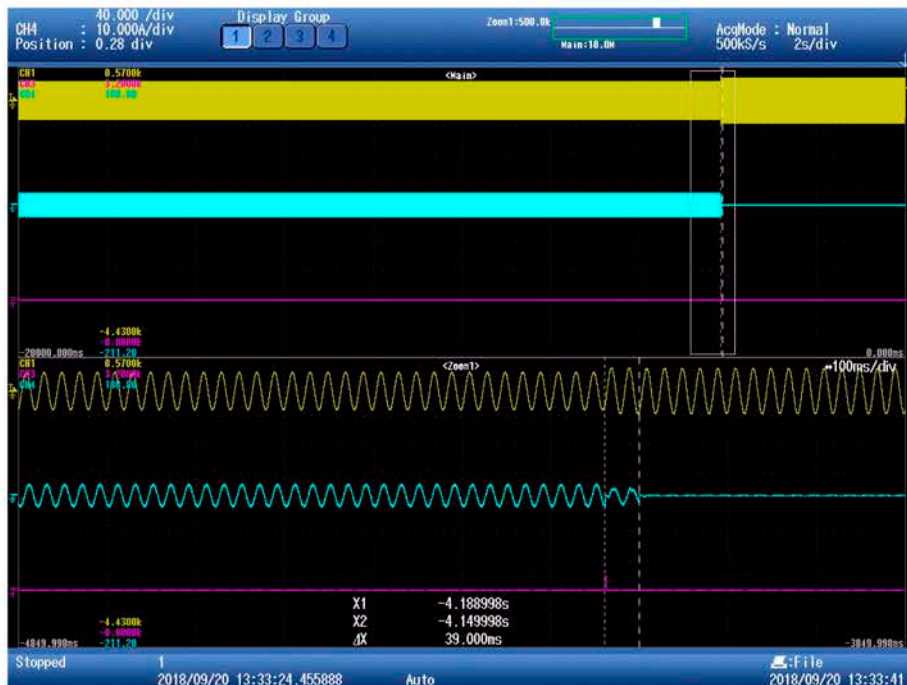 40.000 /div
CH4 : 10.000A/div
Position : 0.28 div
Display Group
1 2 3 4
Zoom1:500.0k
Main:10.0M
AcqMode : Normal
500kS/s 2s/div
CH1 0.5700k
CH3
CH4
<Main>
-4.4300k
-211.20
-20000.000ms
0.000ms
CH1 0.5700k
<Zoom1>
100ms/div
X1 -4.188998s
X2 -4.149998s
ΔX 39.000ms
-4.4300k
-211.20
-4849.998ms
-3849.998ms
Stopped
1
:File
2018/09/20 13:33:24.455888
Auto
2018/09/20 13:33:41